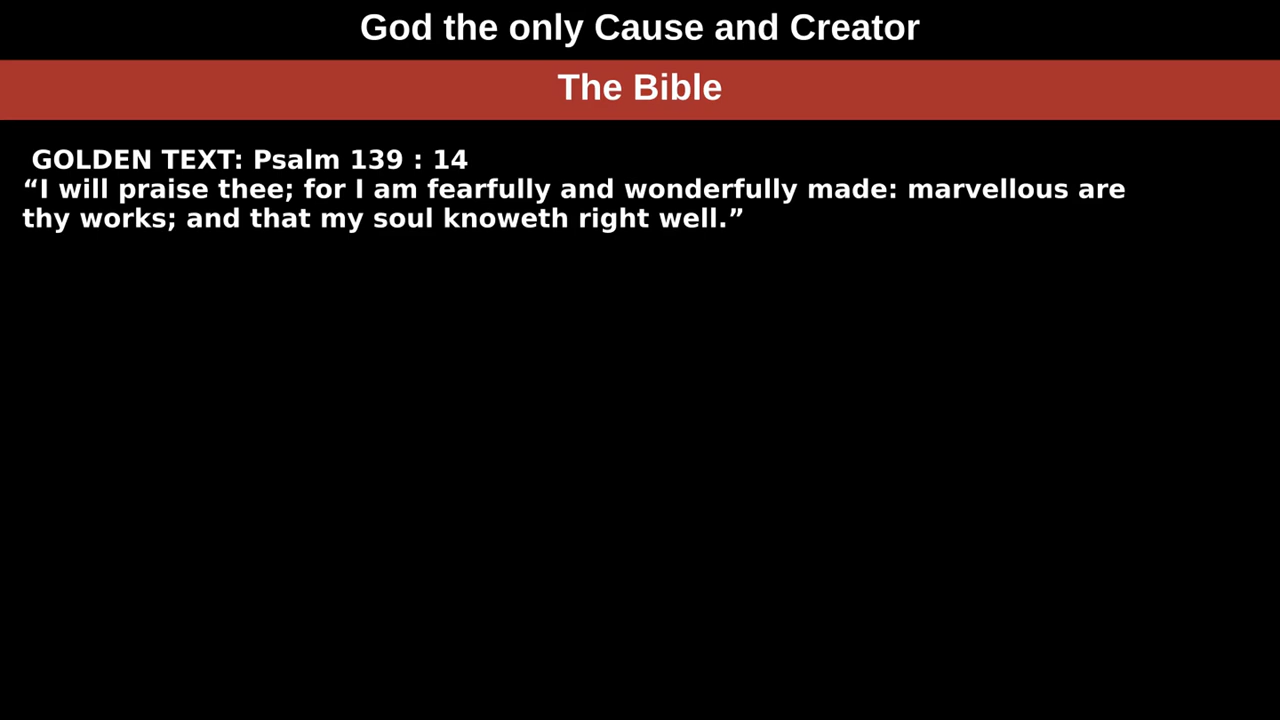 God the only Cause and Creator
The Bible
GOLDEN TEXT: Psalm 139 : 14
“I will praise thee; for I am fearfully and wonderfully made: marvellous are
thy works; and that my soul knoweth right well.”